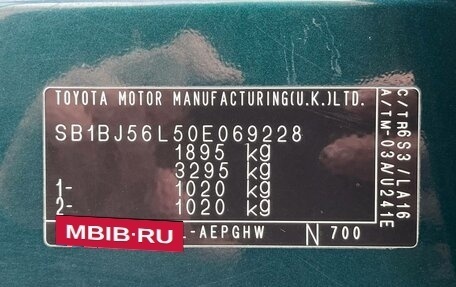 TOYOTA MOTOR MANUFACTURING(U.K.)LTD.
SB1BJ56L50E069228
1895 kg
3295 kg
1- 1020 kg
2- 1020 kg
L-AEPGHW N 700
C/TR6S3/LA16
A/TM-03A/U241E
MBIB·RU